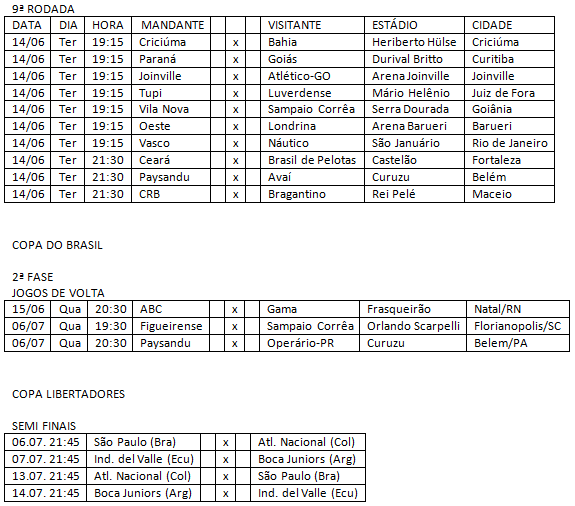 9ª RODADA
DATA DIA HORA MANDANTE VISITANTE ESTÁDIO CIDADE
14/06 Ter 19:15 Criciúma x Bahia Heriberto Hülse Criciúma
14/06 Ter 19:15 Paraná x Goiás Durival Britto Curitiba
14/06 Ter 19:15 Joinville x Atlético-GO Arena Joinville Joinville
14/06 Ter 19:15 Tupi x Luverdense Mário Helênio Juiz de Fora
14/06 Ter 19:15 Vila Nova x Sampaio Corrêa Serra Dourada Goiânia
14/06 Ter 19:15 Oeste x Londrina Arena Barueri Barueri
14/06 Ter 19:15 Vasco x Náutico São Januário Rio de Janeiro
14/06 Ter 21:30 Ceará x Brasil de Pelotas Castelão Fortaleza
14/06 Ter 21:30 Paysandu x Avaí Curuzu Belém
14/06 Ter 21:30 CRB x Bragantino Rei Pelé Maceio
COPA DO BRASIL
2ª FASE
JOGOS DE VOLTA
15/06 Qua 20:30 ABC x Gama Frasqueirão Natal/RN
06/07 Qua 19:30 Figueirense x Sampaio Corrêa Orlando Scarpelli Florianopolis/SC
06/07 Qua 20:30 Paysandu x Operário-PR Curuzu Belem/PA
COPA LIBERTADORES
SEMI FINAIS
06.07. 21:45 São Paulo (Bra) x Atl. Nacional (Col)
07.07. 21:45 Ind. del Valle (Ecu) x Boca Juniors (Arg)
13.07. 21:45 Atl. Nacional (Col) x São Paulo (Bra)
14.07. 21:45 Boca Juniors (Arg) x Ind. del Valle (Ecu)